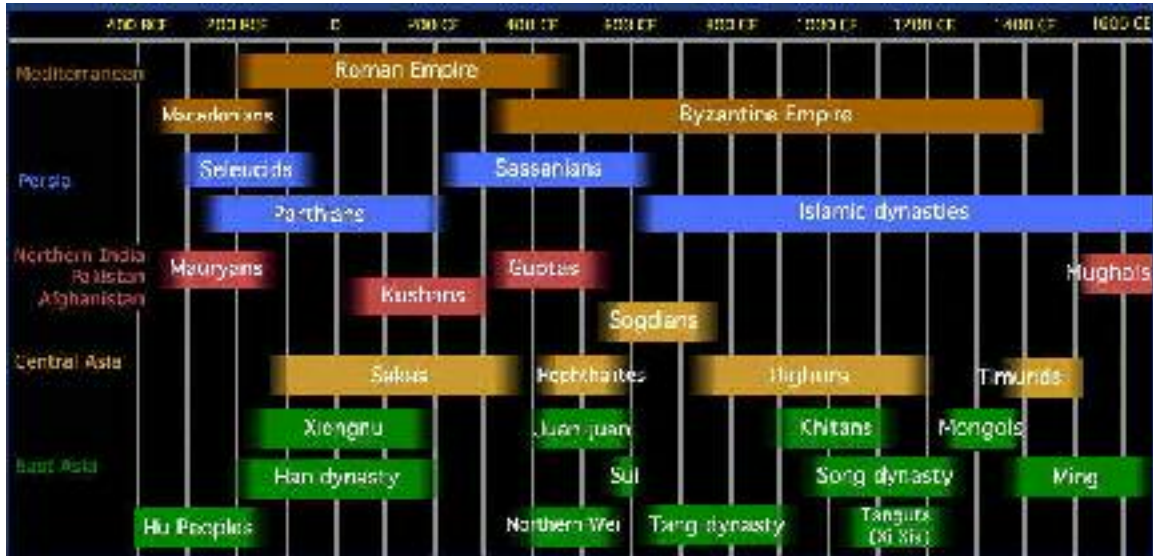 400 BCE 200 BCE 0 200 CE 400 CE 600 CE 800 CE 1000 CE 1200 CE 1400 CE 1600 CE
Mediterranean
Roman Empire
Macedonians
Byzantine Empire
Persia
Seleucids
Sassanians
Parthians
Islamic dynasties
Northern India
Pakistan
Afghanistan
Mauryans
Guptas
Mughals
Kushans
Sogdians
Central Asia
Sakas
Hephthalites
Uighurs
Timurids
East Asia
Xiongnu
Juan-juan
Khitans
Mongols
Han dynasty
Sui
Song dynasty
Ming
Hu Peoples
Northern Wei
Tang dynasty
Tanguts
(Xi Xia)